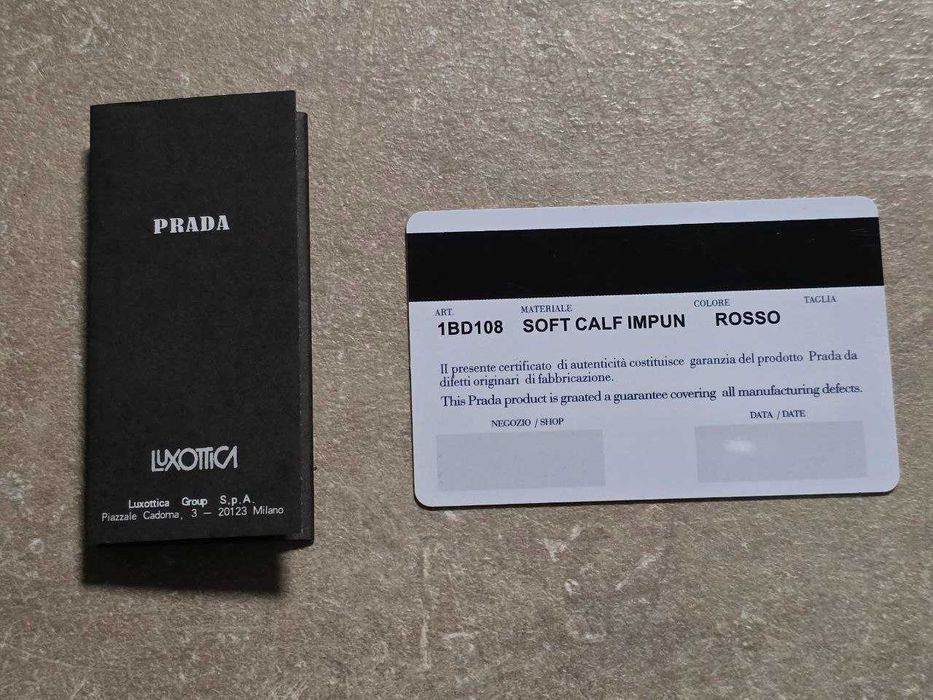 PRADA
LUXOTTICA
Luxottica Group S.p.A.
Piazzale Cadorna, 3 – 20123 Milano
ART. MATERIALE COLORE TAGLIA
1BD108 SOFT CALF IMPUN ROSSO
Il presente certificato di autenticità costituisce garanzia del prodotto Prada da
difetti originari di fabbricazione.
This Prada product is graated a guarantee covering all manufacturing defects.
NEGOZIO / SHOP DATA / DATE